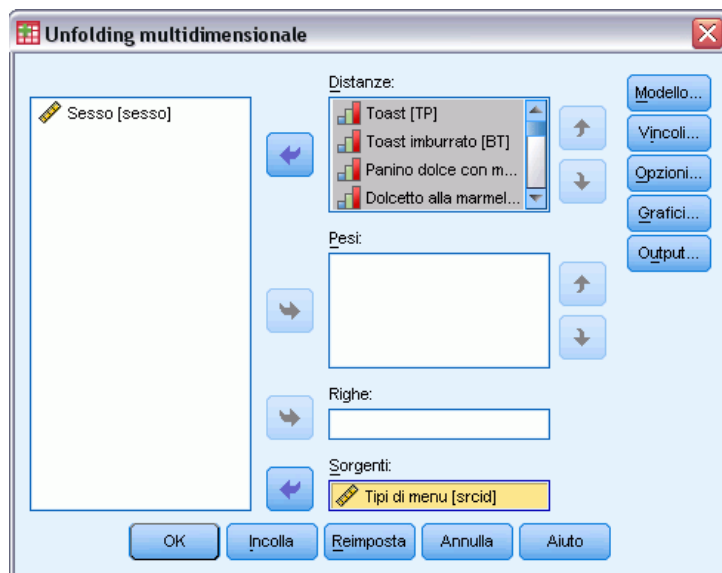 Unfolding multidimensionale
Sesso [sesso]
Distanze:
Toast [TP]
Toast imburrato [BT]
Panino dolce con m...
Dolcetto alla marmel...
Pesi:
Righe:
Sorgenti:
Tipi di menu [srcid]
Modello...
Vincoli...
Opzioni...
Grafici...
Output...
OK
Incolla
Reimposta
Annulla
Aiuto